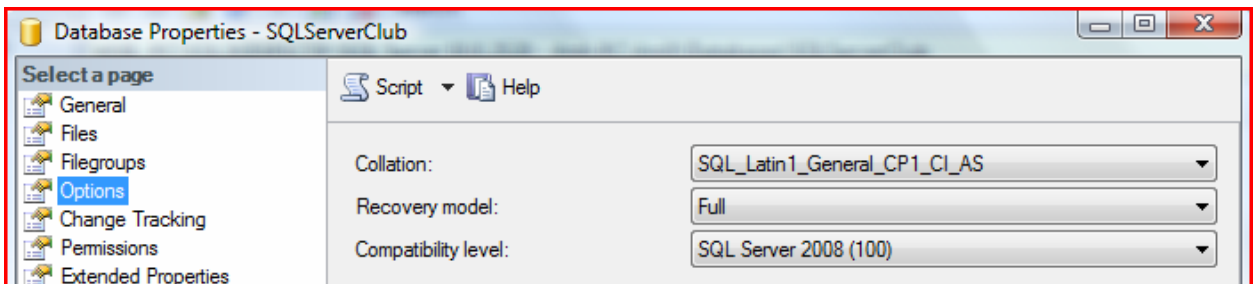 Database Properties - SQLServerClub
Select a page
General
Files
Filegroups
Options
Change Tracking
Permissions
Extended Properties
Script Help
Collation: SQL_Latin1_General_CP1_CI_AS
Recovery model: Full
Compatibility level: SQL Server 2008 (100)